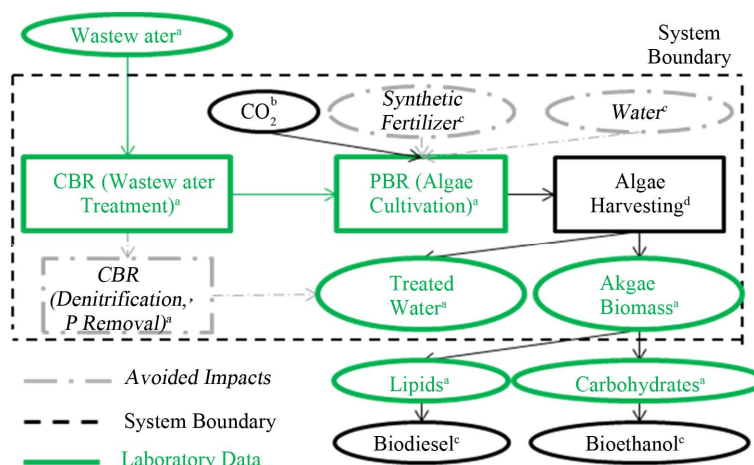 Wastew ater^a
System
Boundary
CO₂^b
Synthetic
Fertilizer^c
Water^c
CBR (Wastew ater
Treatment)^a
PBR (Algae
Cultivation)^a
Algae
Harvesting^d
CBR
(Denitrification,,
P Removal)^a
Treated
Water^a
Akgae
Biomass^a
Avoided Impacts
Lipids^a
Carbohydrates^a
System Boundary
Biodiesel^c
Bioethanol^c
Laboratory Data